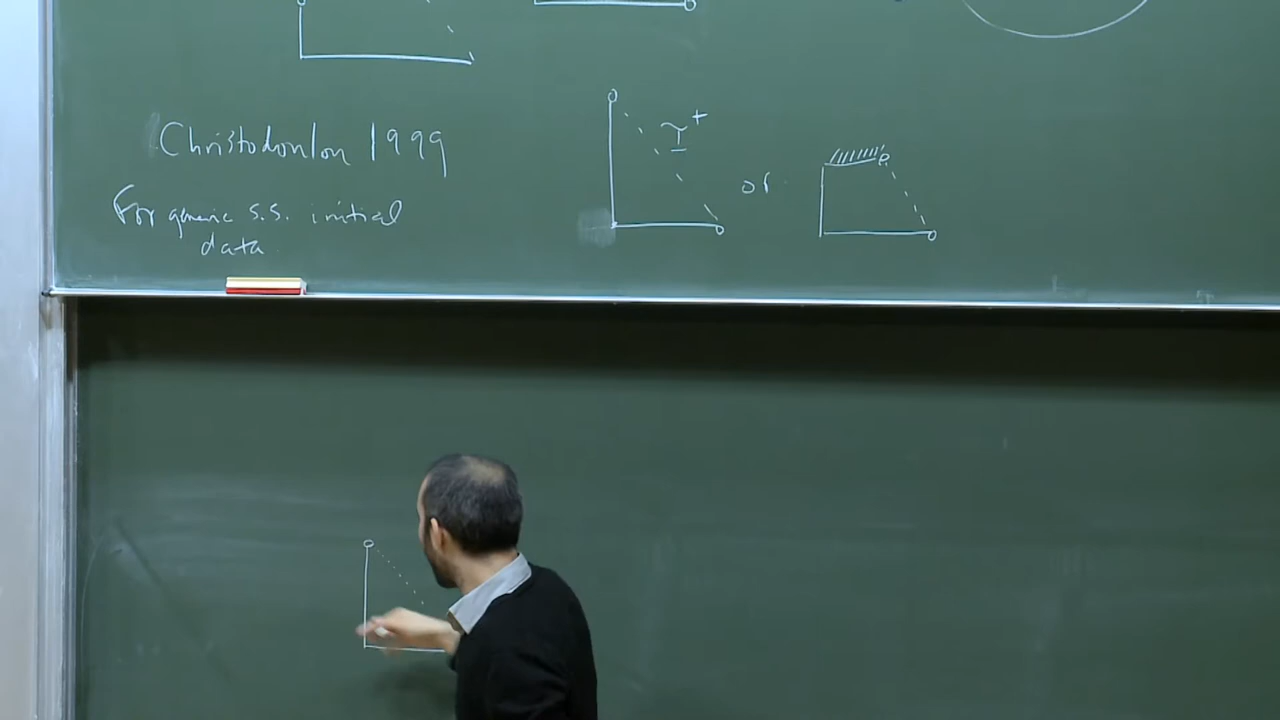 Christodoulou 1999
For generic s.s. initial
data
I+
or